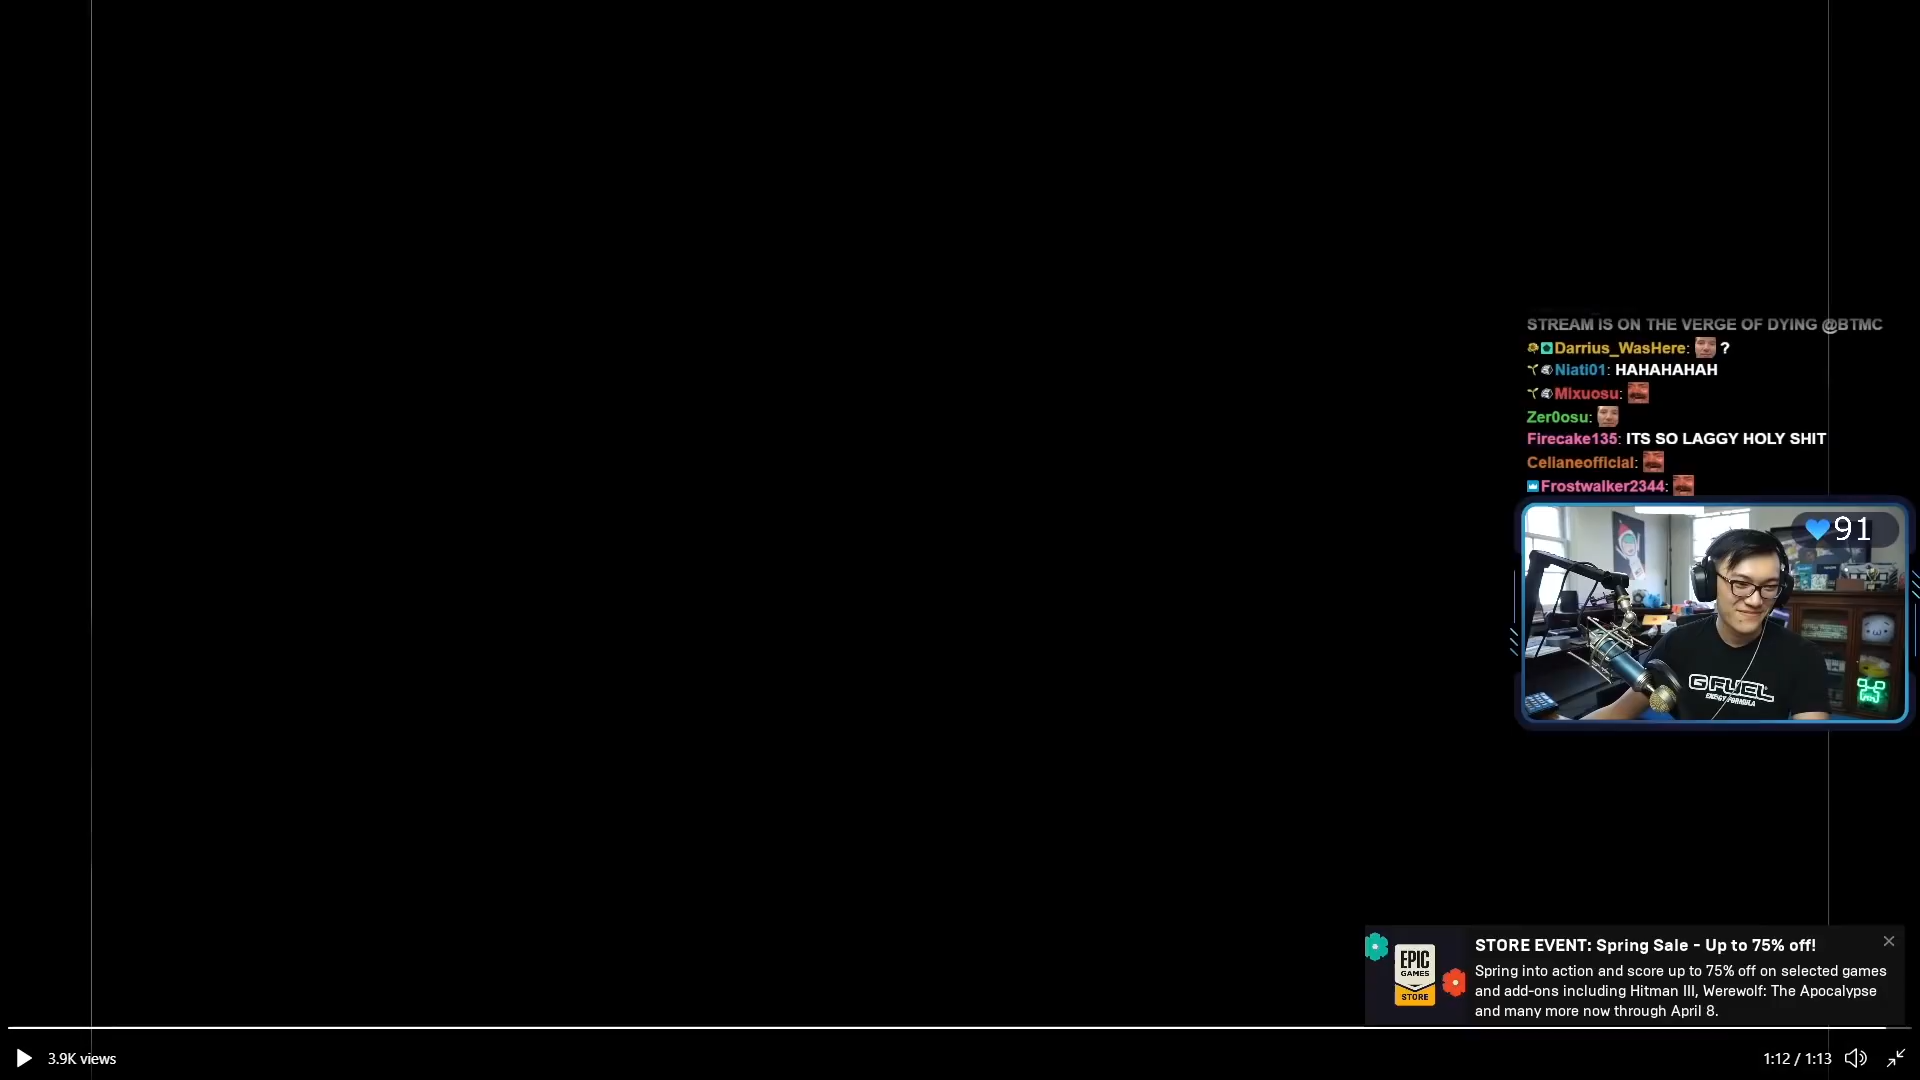 STREAM IS ON THE VERGE OF DYING @BTMC
Darrius_WasHere: ?
Niati01: HAHAHAHAH
Mixuosu:
Zer0osu:
Firecake135: ITS SO LAGGY HOLY SHIT
Celianeofficial:
Frostwalker2344:
91
G FUEL
ENERGY FORMULA
STORE EVENT: Spring Sale - Up to 75% off!
EPIC
GAMES
STORE
Spring into action and score up to 75% off on selected games
and add-ons including Hitman III, Werewolf: The Apocalypse
and many more now through April 8.
3.9K views
1:12 / 1:13